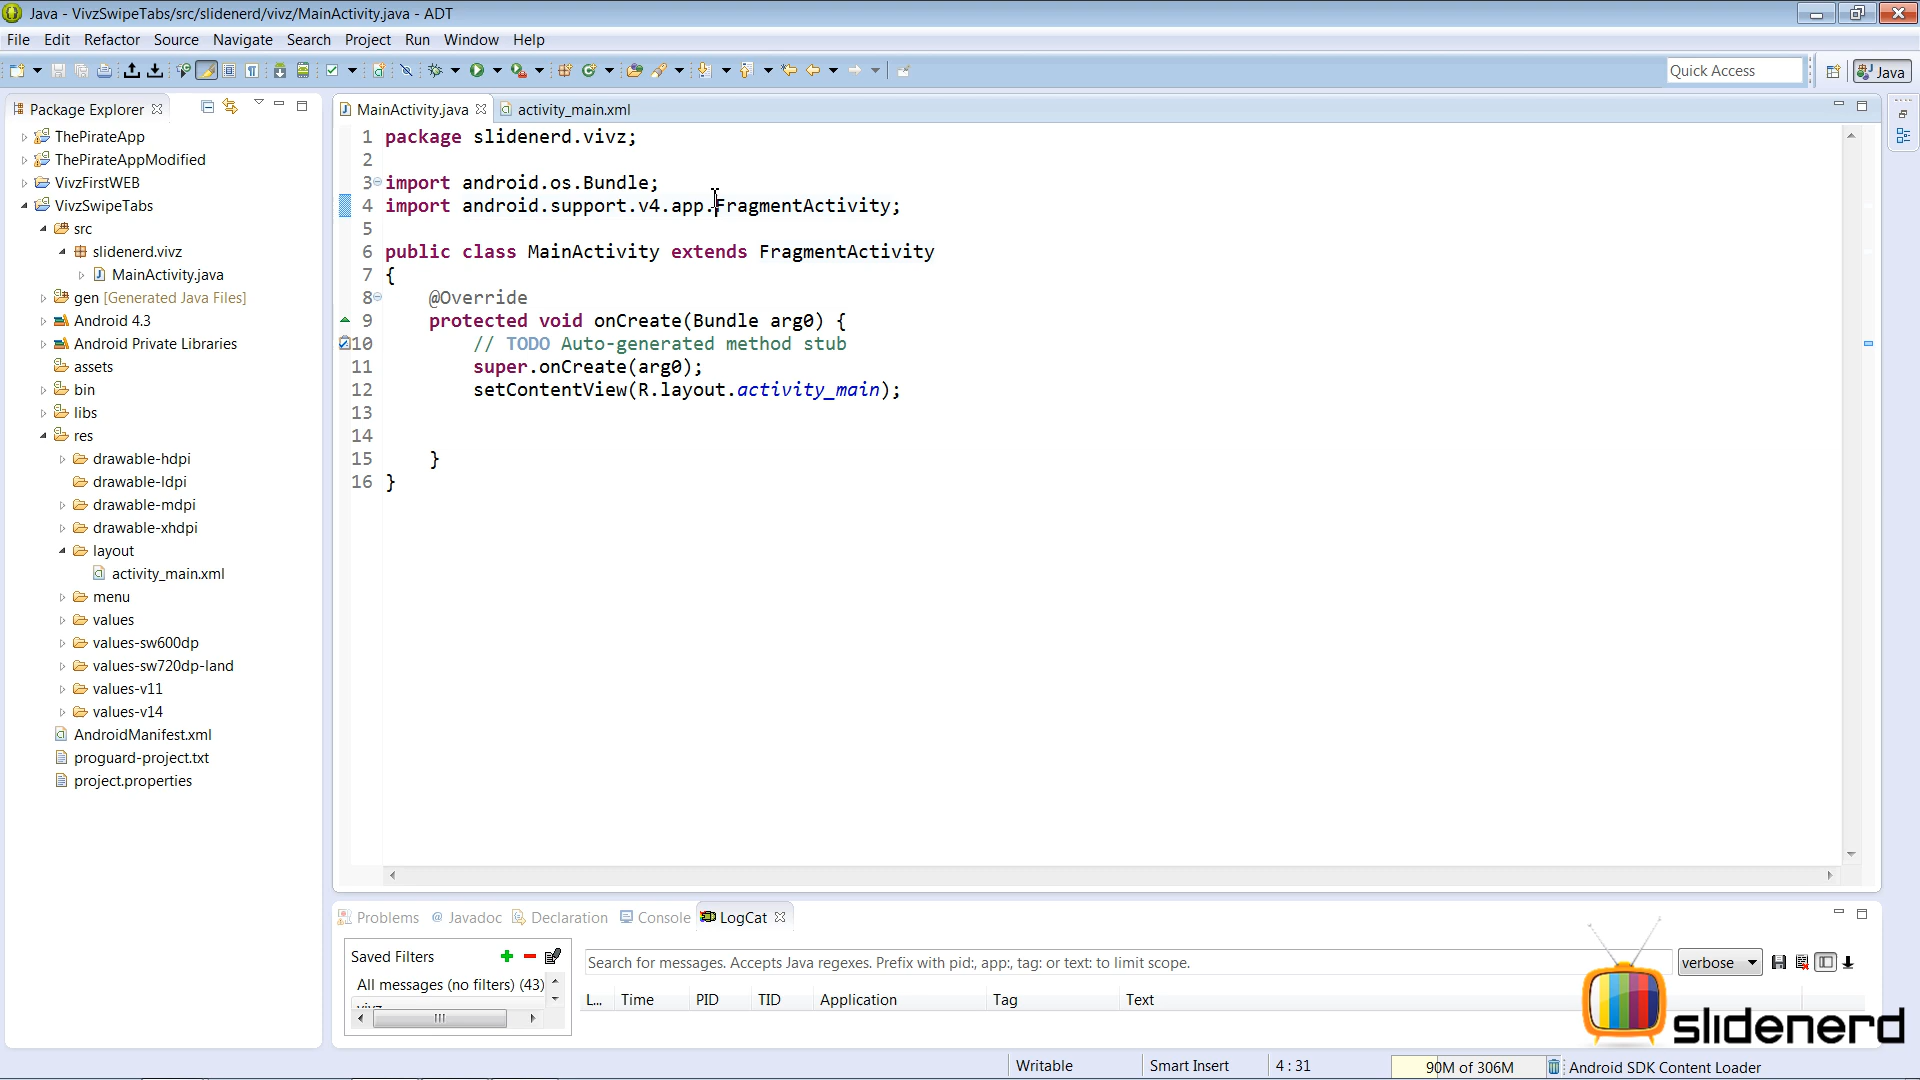 Java - VivzSwipeTabs/src/slidenerd/vivz/MainActivity.java - ADT
File Edit Refactor Source Navigate Search Project Run Window Help
Quick Access
Java
Package Explorer
ThePirateApp
ThePirateAppModified
VivzFirstWEB
VivzSwipeTabs
src
slidenerd.vivz
MainActivity.java
gen [Generated Java Files]
Android 4.3
Android Private Libraries
assets
bin
libs
res
drawable-hdpi
drawable-ldpi
drawable-mdpi
drawable-xhdpi
layout
activity_main.xml
menu
values
values-sw600dp
values-sw720dp-land
values-v11
values-v14
AndroidManifest.xml
proguard-project.txt
project.properties
MainActivity.java activity_main.xml
1 package slidenerd.vivz;
2
3 import android.os.Bundle;
4 import android.support.v4.app.FragmentActivity;
5
6 public class MainActivity extends FragmentActivity
7 {
8 @Override
9 protected void onCreate(Bundle arg0) {
10 // TODO Auto-generated method stub
11 super.onCreate(arg0);
12 setContentView(R.layout.activity_main);
13
14
15 }
16 }
Problems @ Javadoc Declaration Console LogCat
Saved Filters
All messages (no filters) (43)
Search for messages. Accepts Java regexes. Prefix with pid:, app:, tag: or text: to limit scope.
verbose
L... Time PID TID Application Tag Text
slidenerd
Writable Smart Insert 4 : 31 90M of 306M Android SDK Content Loader